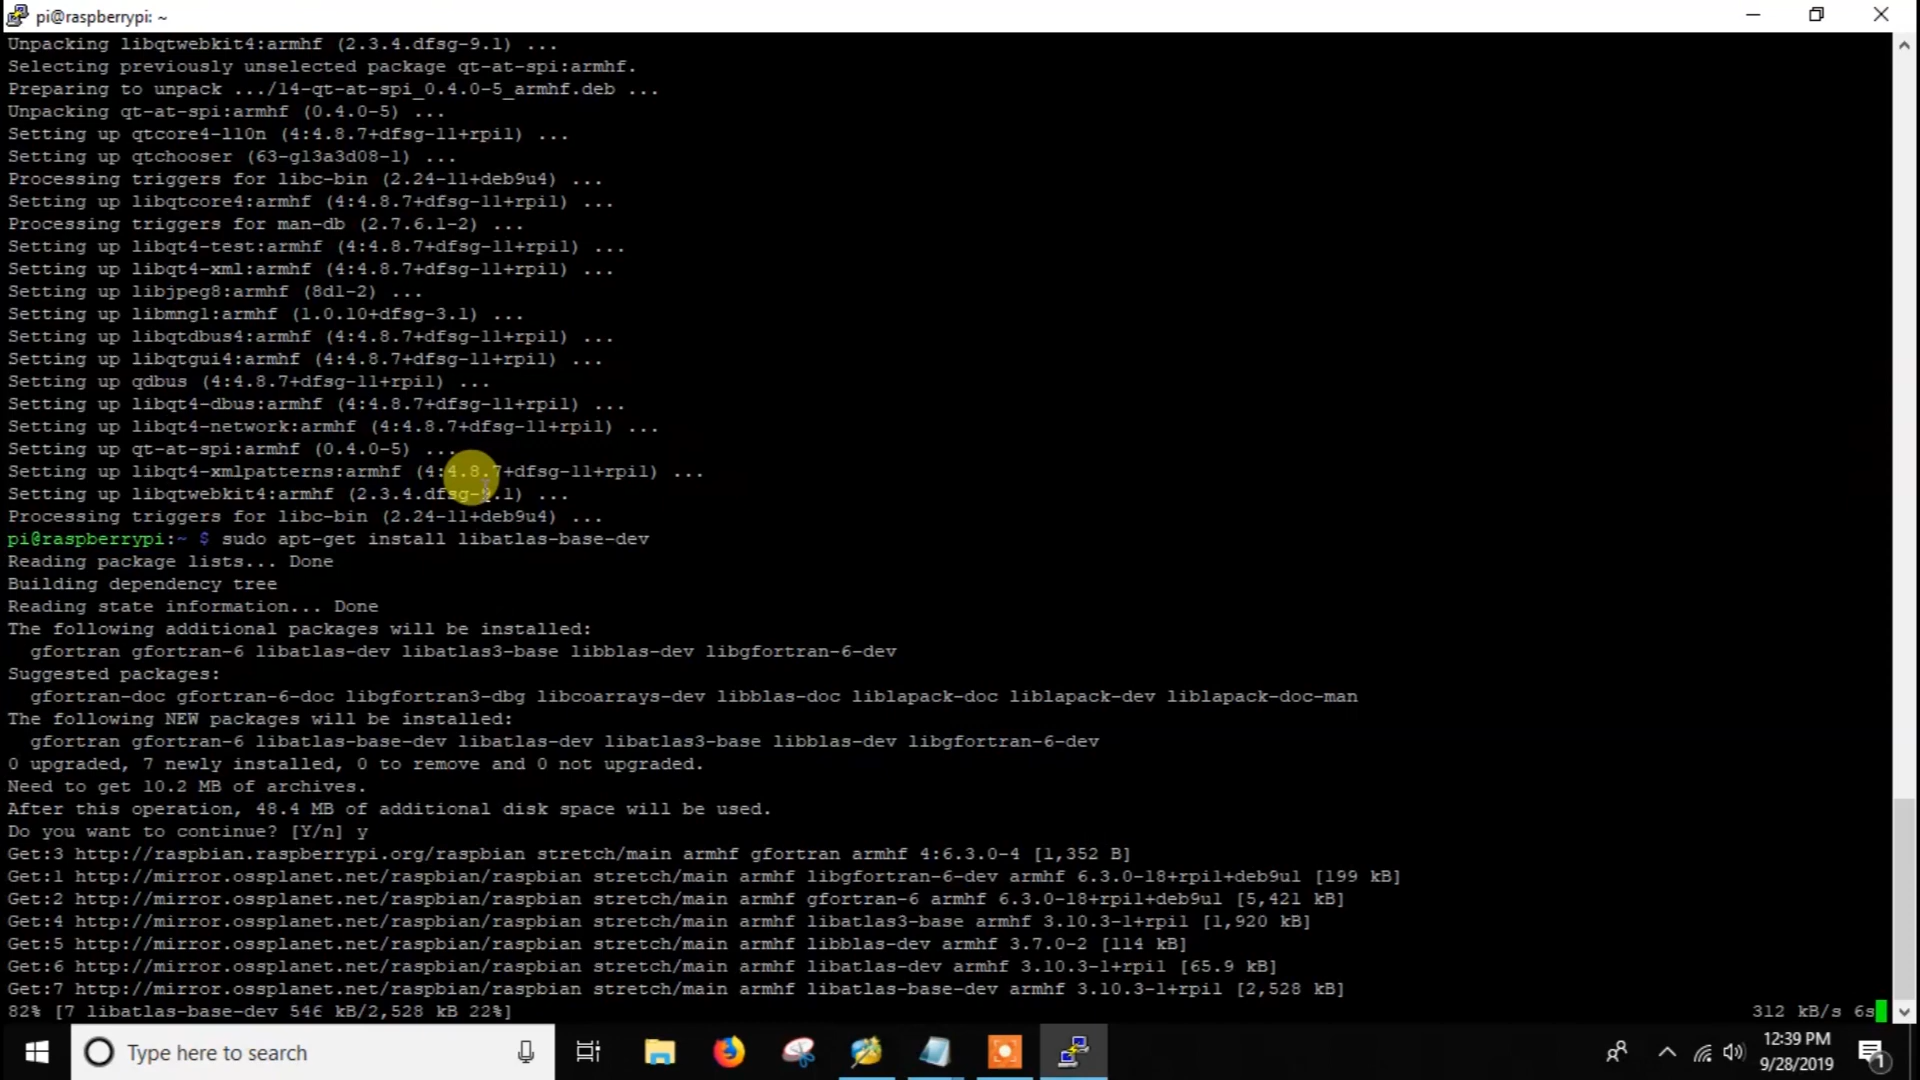 pi@raspberrypi: ~
Unpacking libqtwebkit4:armhf (2.3.4.dfsg-9.1) ...
Selecting previously unselected package qt-at-spi:armhf.
Preparing to unpack .../14-qt-at-spi_0.4.0-5_armhf.deb ...
Unpacking qt-at-spi:armhf (0.4.0-5) ...
Setting up qtcore4-l10n (4:4.8.7+dfsg-11+rpi1) ...
Setting up qtchooser (63-g13a3d08-1) ...
Processing triggers for libc-bin (2.24-11+deb9u4) ...
Setting up libqtcore4:armhf (4:4.8.7+dfsg-11+rpi1) ...
Processing triggers for man-db (2.7.6.1-2) ...
Setting up libqt4-test:armhf (4:4.8.7+dfsg-11+rpi1) ...
Setting up libqt4-xml:armhf (4:4.8.7+dfsg-11+rpi1) ...
Setting up libjpeg8:armhf (8d1-2) ...
Setting up libmng1:armhf (1.0.10+dfsg-3.1) ...
Setting up libqtdbus4:armhf (4:4.8.7+dfsg-11+rpi1) ...
Setting up libqtgui4:armhf (4:4.8.7+dfsg-11+rpi1) ...
Setting up qdbus (4:4.8.7+dfsg-11+rpi1) ...
Setting up libqt4-dbus:armhf (4:4.8.7+dfsg-11+rpi1) ...
Setting up libqt4-network:armhf (4:4.8.7+dfsg-11+rpi1) ...
Setting up qt-at-spi:armhf (0.4.0-5) ...
Setting up libqt4-xmlpatterns:armhf (4:4.8.7+dfsg-11+rpi1) ...
Setting up libqtwebkit4:armhf (2.3.4.dfsg-9.1) ...
Processing triggers for libc-bin (2.24-11+deb9u4) ...
pi@raspberrypi:~ $ sudo apt-get install libatlas-base-dev
Reading package lists... Done
Building dependency tree
Reading state information... Done
The following additional packages will be installed:
gfortran gfortran-6 libatlas-dev libatlas3-base libblas-dev libgfortran-6-dev
Suggested packages:
gfortran-doc gfortran-6-doc libgfortran3-dbg libcoarrays-dev libblas-doc liblapack-doc liblapack-dev liblapack-doc-man
The following NEW packages will be installed:
gfortran gfortran-6 libatlas-base-dev libatlas-dev libatlas3-base libblas-dev libgfortran-6-dev
0 upgraded, 7 newly installed, 0 to remove and 0 not upgraded.
Need to get 10.2 MB of archives.
After this operation, 48.4 MB of additional disk space will be used.
Do you want to continue? [Y/n] y
Get:3 http://raspbian.raspberrypi.org/raspbian stretch/main armhf gfortran armhf 4:6.3.0-4 [1,352 B]
Get:1 http://mirror.ossplanet.net/raspbian/raspbian stretch/main armhf libgfortran-6-dev armhf 6.3.0-18+rpi1+deb9u1 [199 kB]
Get:2 http://mirror.ossplanet.net/raspbian/raspbian stretch/main armhf gfortran-6 armhf 6.3.0-18+rpi1+deb9u1 [5,421 kB]
Get:4 http://mirror.ossplanet.net/raspbian/raspbian stretch/main armhf libatlas3-base armhf 3.10.3-1+rpi1 [1,920 kB]
Get:5 http://mirror.ossplanet.net/raspbian/raspbian stretch/main armhf libblas-dev armhf 3.7.0-2 [114 kB]
Get:6 http://mirror.ossplanet.net/raspbian/raspbian stretch/main armhf libatlas-dev armhf 3.10.3-1+rpi1 [65.9 kB]
Get:7 http://mirror.ossplanet.net/raspbian/raspbian stretch/main armhf libatlas-base-dev armhf 3.10.3-1+rpi1 [2,528 kB]
82% [7 libatlas-base-dev 546 kB/2,528 kB 22%] 312 kB/s 6s
Type here to search
12:39 PM
9/28/2019
1